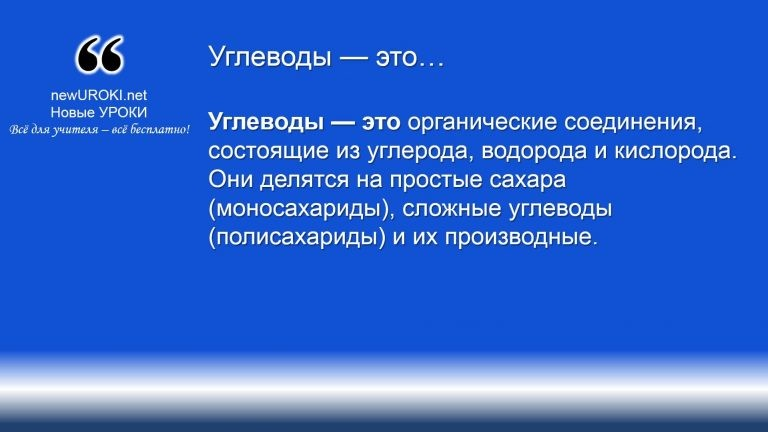 newUROKI.net
Новые УРОКИ
Всё для учителя – всё бесплатно!
Углеводы — это…
Углеводы — это органические соединения,
состоящие из углерода, водорода и кислорода.
Они делятся на простые сахара
(моносахариды), сложные углеводы
(полисахариды) и их производные.